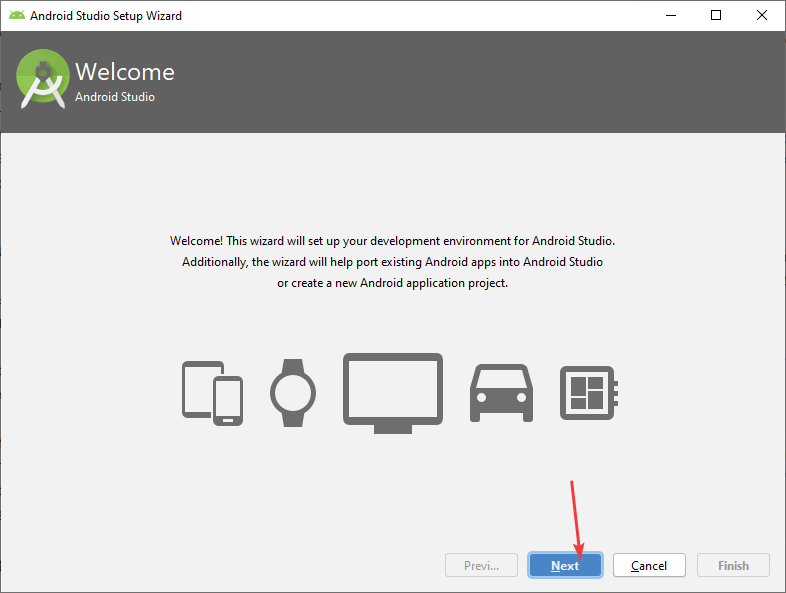 Android Studio Setup Wizard
Welcome
Android Studio
Welcome! This wizard will set up your development environment for Android Studio.
Additionally, the wizard will help port existing Android apps into Android Studio
or create a new Android application project.
Previ...
Next
Cancel
Finish